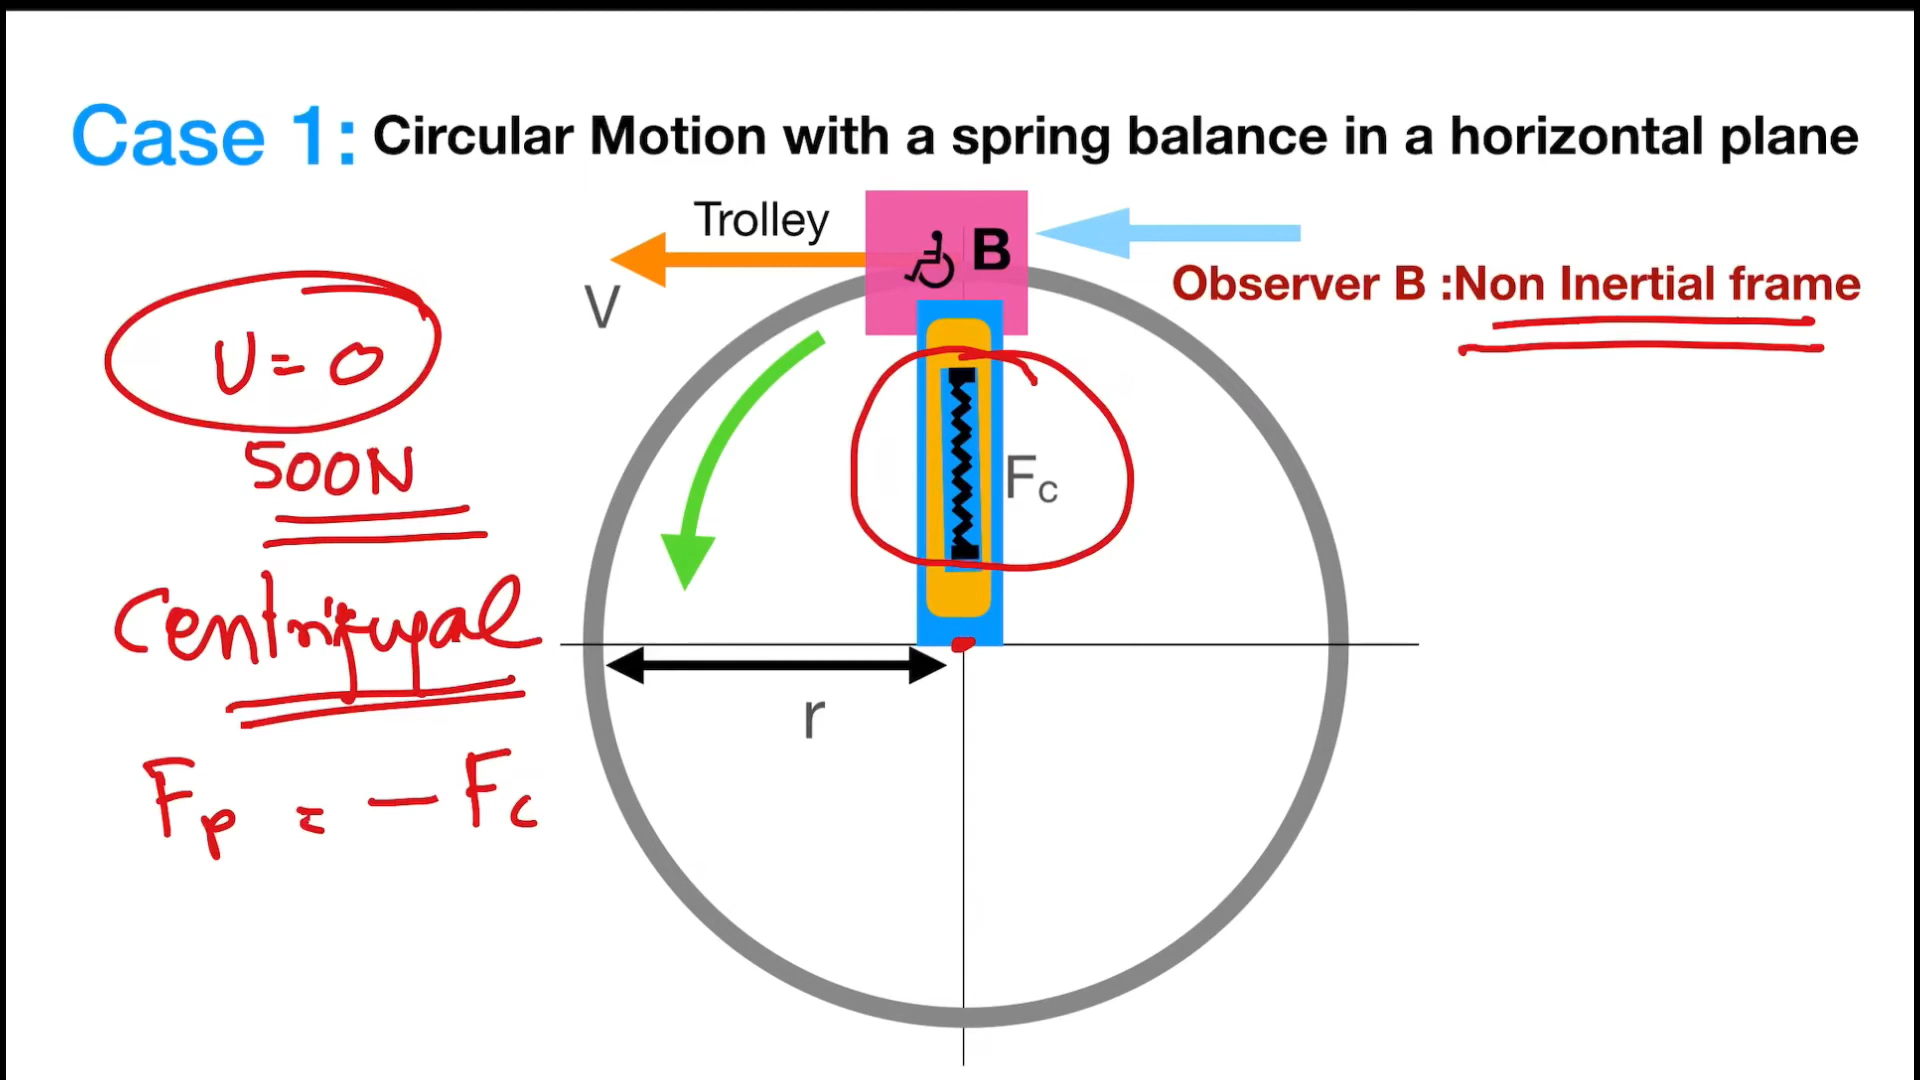 Case 1: Circular Motion with a spring balance in a horizontal plane
Trolley
B
V
Observer B :Non Inertial frame
U = 0
500N
Fc
Centrifugal
r
Fp = - Fc